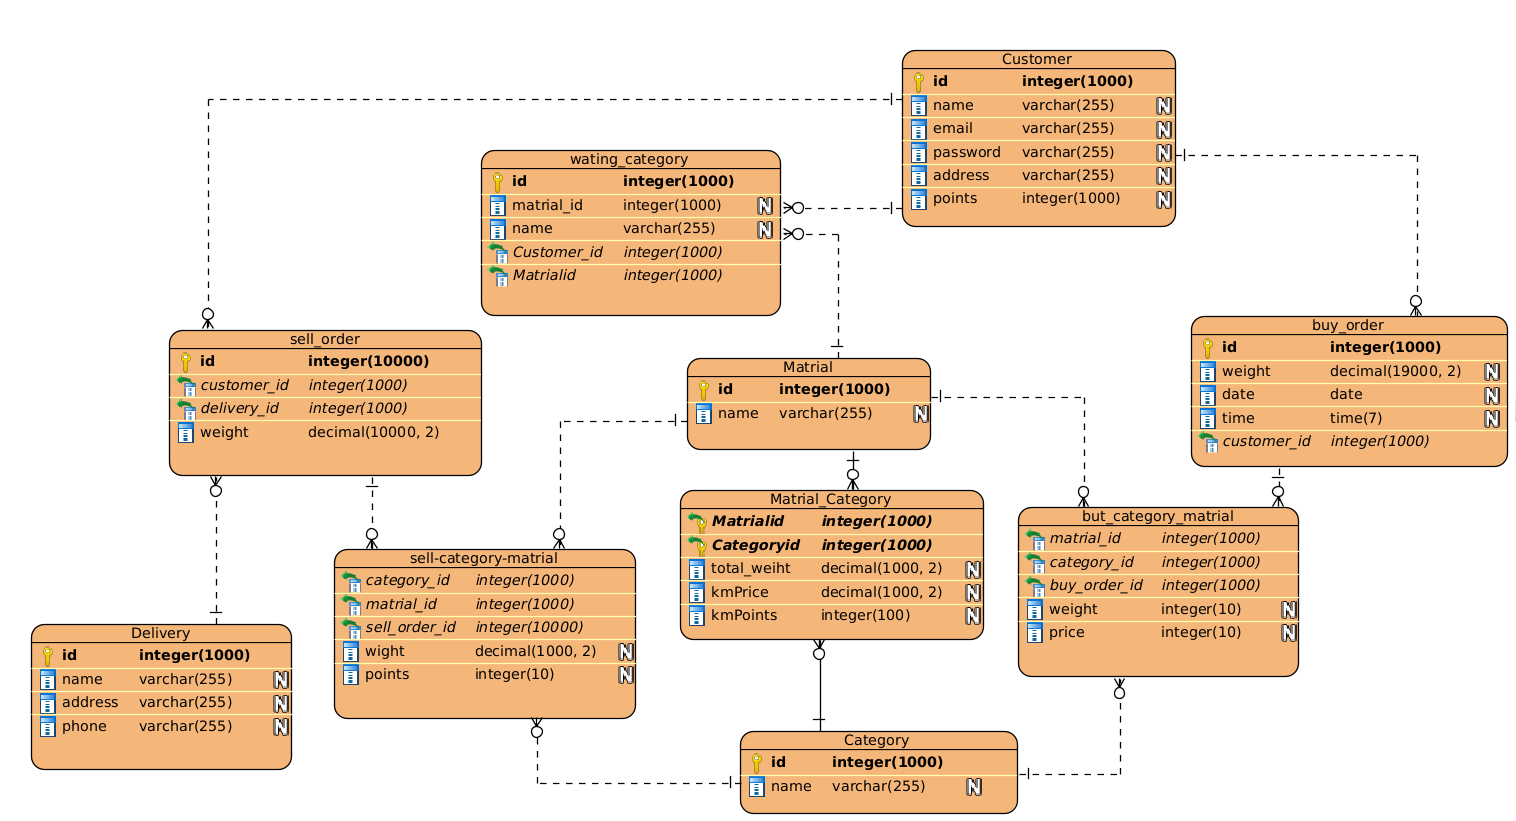 Customer
id integer(1000)
name varchar(255) N
email varchar(255) N
password varchar(255) N
address varchar(255) N
points integer(1000) N
wating_category
id integer(1000)
matrial_id integer(1000) N
name varchar(255) N
Customer_id integer(1000)
Matrialid integer(1000)
sell_order
id integer(10000)
customer_id integer(1000)
delivery_id integer(1000)
weight decimal(10000, 2)
Matrial
id integer(1000)
name varchar(255) N
buy_order
id integer(1000)
weight decimal(19000, 2) N
date date N
time time(7) N
customer_id integer(1000)
Matrial_Category
Matrialid integer(1000)
Categoryid integer(1000)
total_weiht decimal(1000, 2) N
kmPrice decimal(1000, 2) N
kmPoints integer(100) N
but_category_matrial
matrial_id integer(1000)
category_id integer(1000)
buy_order_id integer(1000)
weight integer(10) N
price integer(10) N
sell-category-matrial
category_id integer(1000)
matrial_id integer(1000)
sell_order_id integer(10000)
wight decimal(1000, 2) N
points integer(10) N
Delivery
id integer(1000)
name varchar(255) N
address varchar(255) N
phone varchar(255) N
Category
id integer(1000)
name varchar(255) N